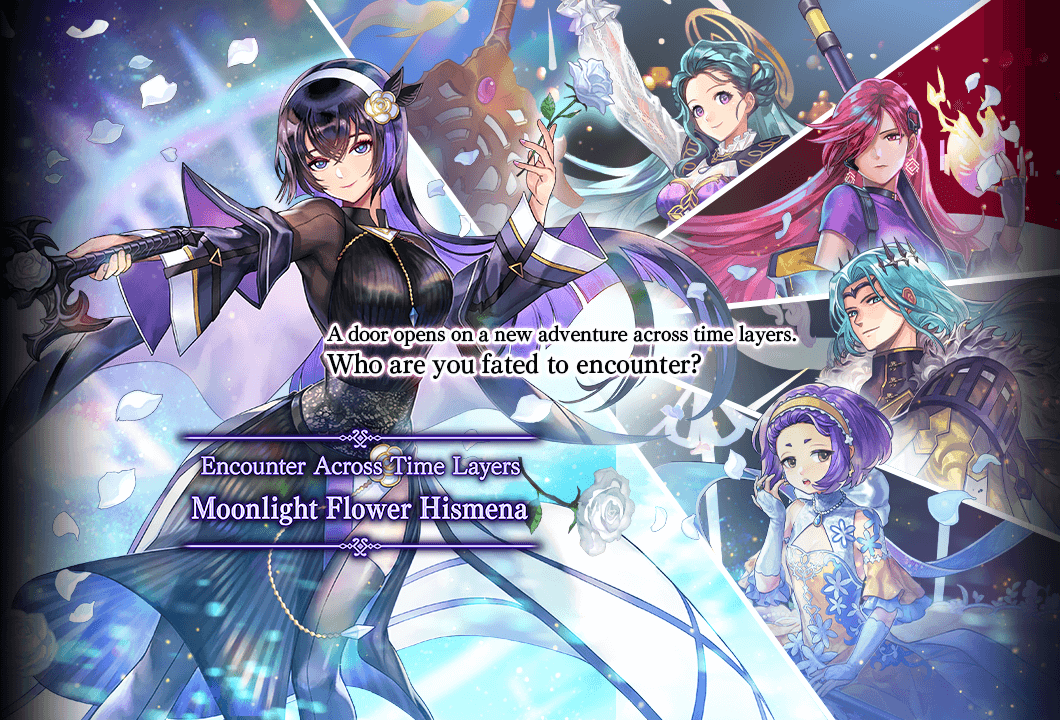 A door opens on a new adventure across time layers.
Who are you fated to encounter?
Encounter Across Time Layers
Moonlight Flower Hismena